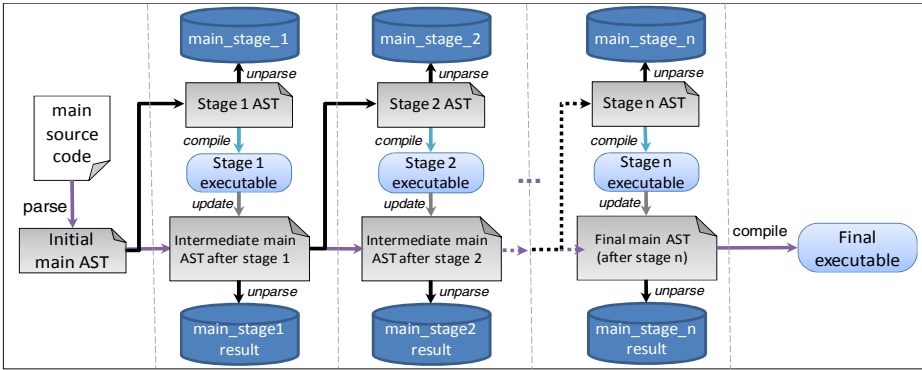 main_stage_1
main_stage_2
main_stage_n
unparse
unparse
unparse
Stage 1 AST
Stage 2 AST
Stage n AST
main
source
code
compile
compile
compile
Stage 1
executable
Stage 2
executable
Stage n
executable
parse
update
update
update
Initial
main AST
Intermediate main
AST after stage 1
Intermediate main
AST after stage 2
Final main AST
(after stage n)
compile
Final
executable
unparse
unparse
unparse
main_stage1
result
main_stage2
result
main_stage_n
result